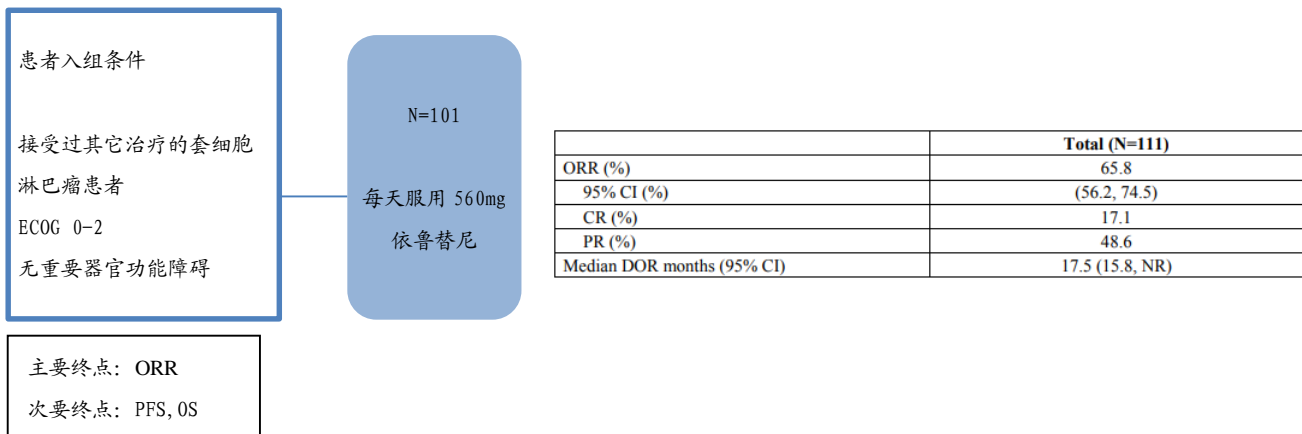 患者入组条件
接受过其它治疗的套细胞
淋巴瘤患者
ECOG 0-2
无重要器官功能障碍
N=101
每天服用 560mg
依鲁替尼
Total (N=111)
ORR (%) 65.8
95% CI (%) (56.2, 74.5)
CR (%) 17.1
PR (%) 48.6
Median DOR months (95% CI) 17.5 (15.8, NR)
主要终点: ORR
次要终点: PFS,OS